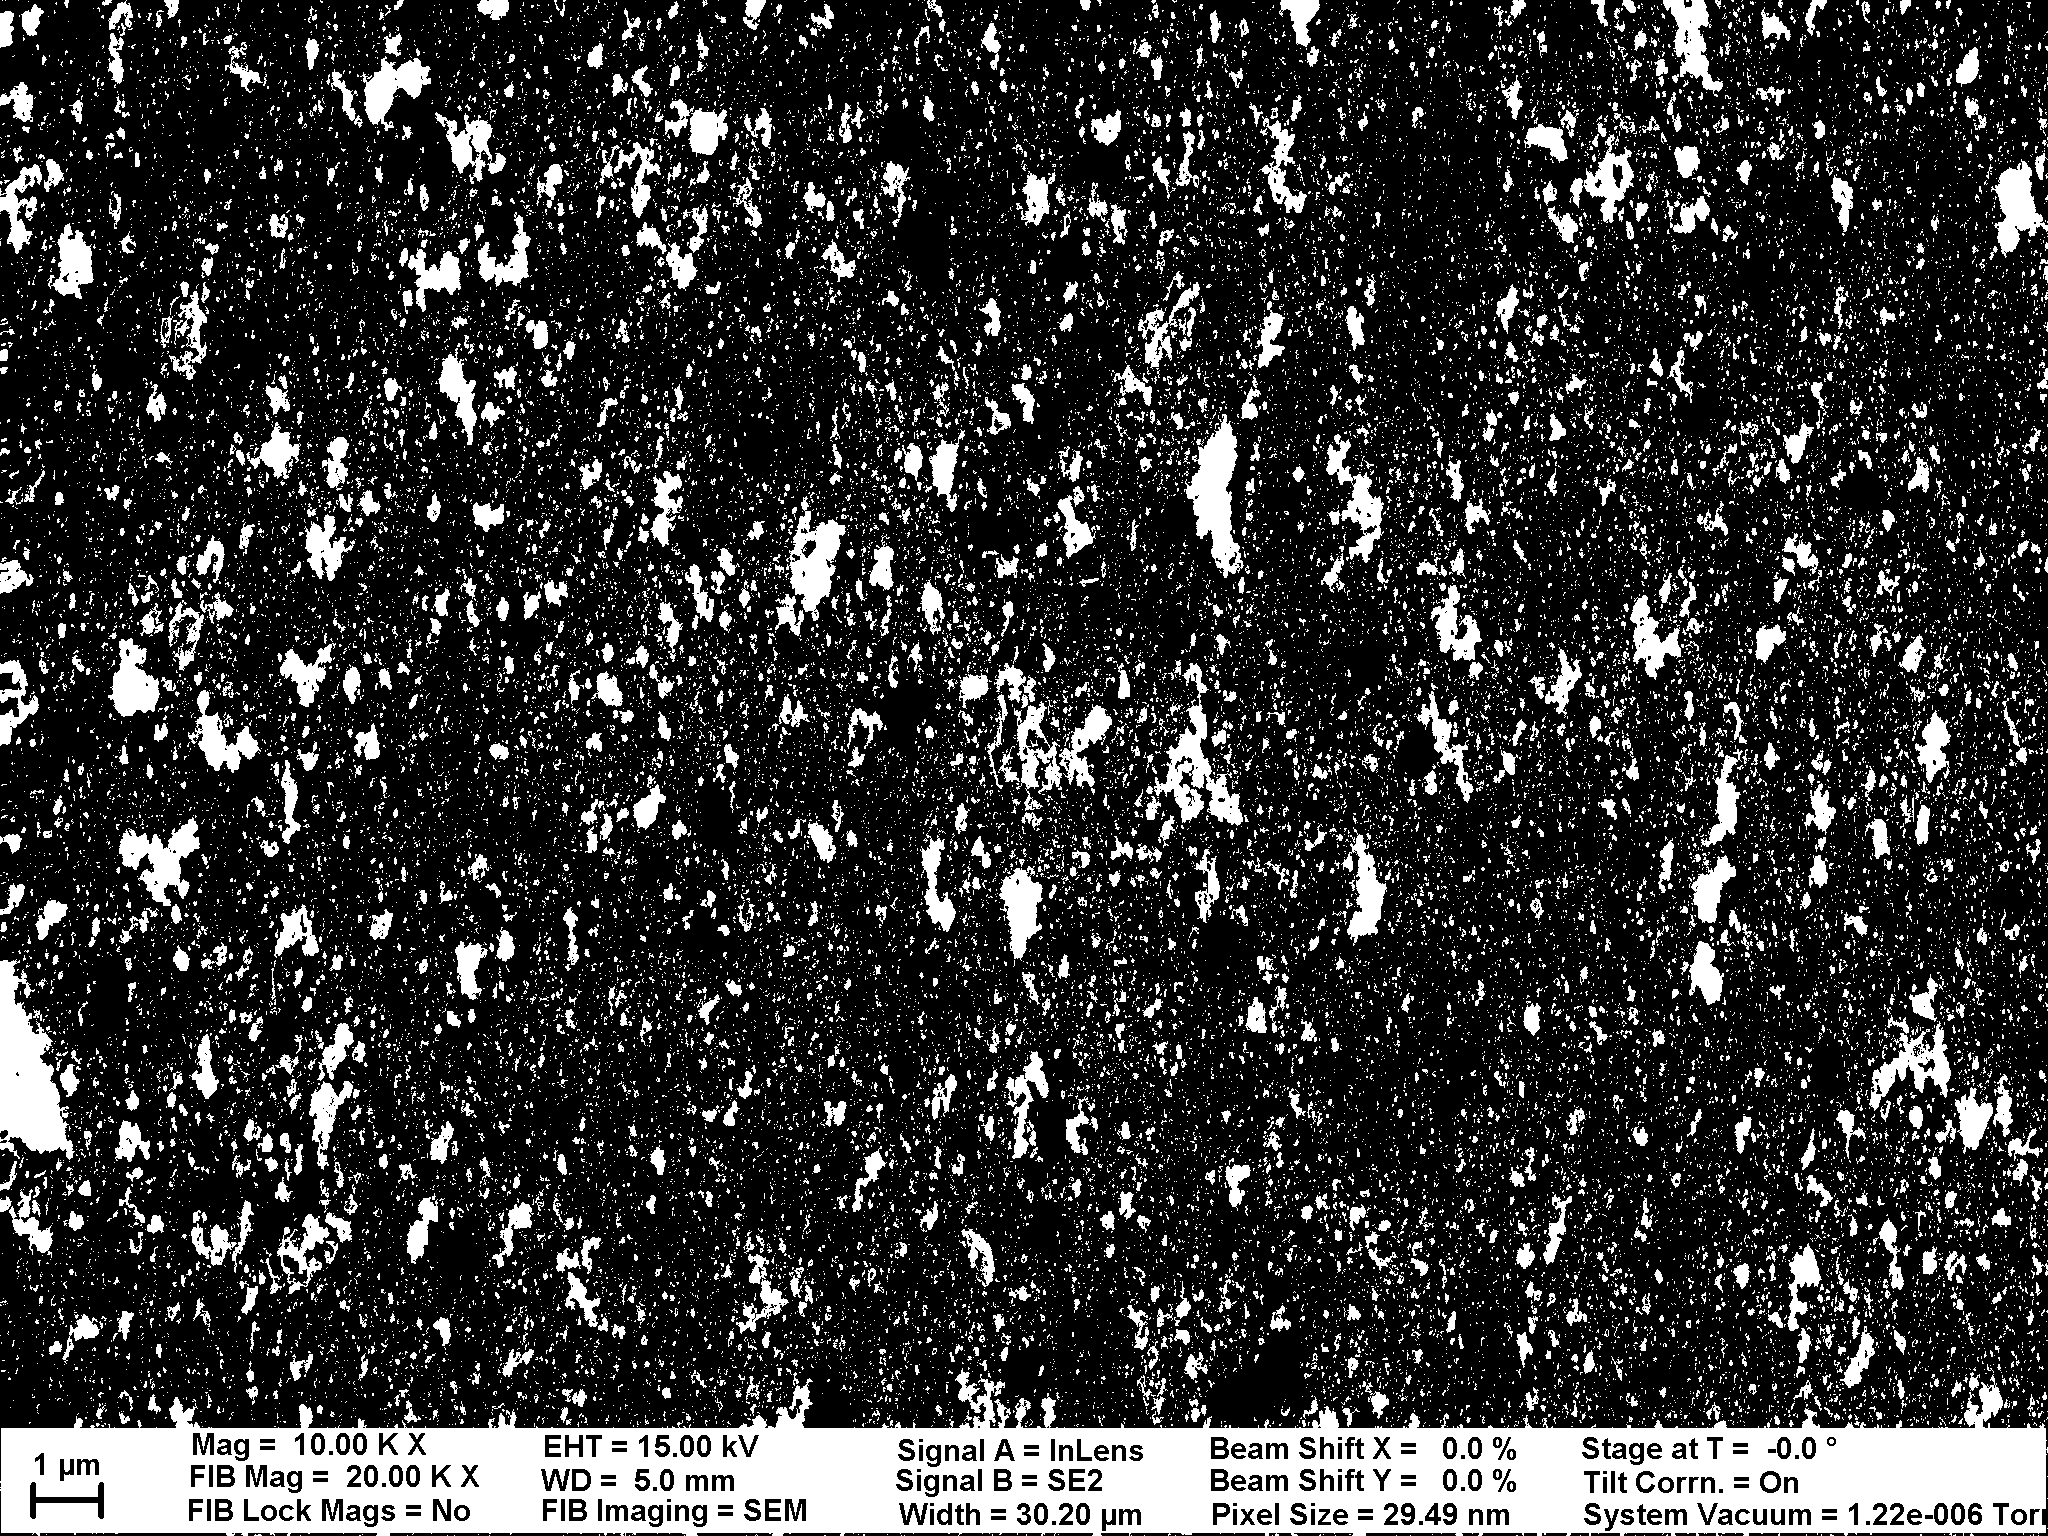 1 µm
Mag = 10.00 K X
FIB Mag = 20.00 K X
FIB Lock Mags = No
EHT = 15.00 kV
WD = 5.0 mm
FIB Imaging = SEM
Signal A = InLens
Signal B = SE2
Width = 30.20 µm
Beam Shift X = 0.0 %
Beam Shift Y = 0.0 %
Pixel Size = 29.49 nm
Stage at T = -0.0 °
Tilt Corrn. = On
System Vacuum = 1.22e-006 Torr